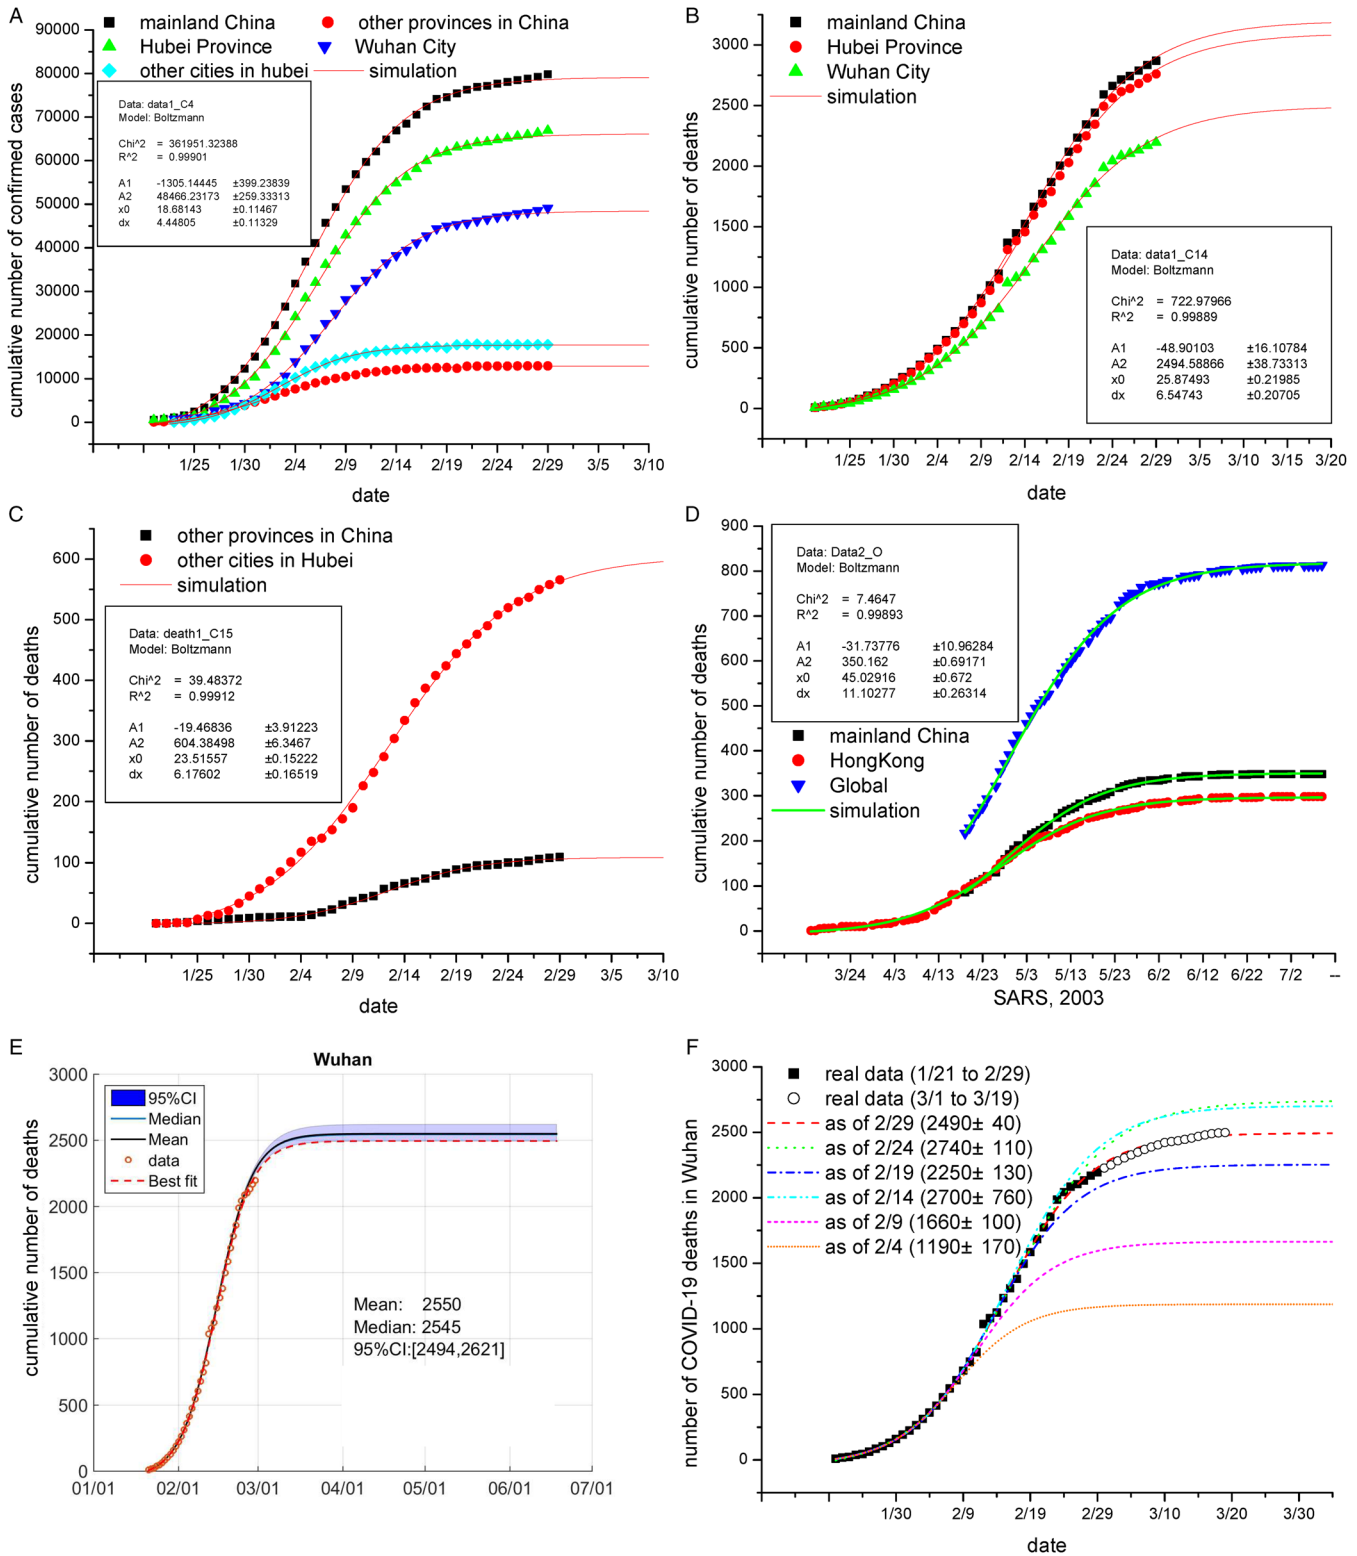 A
mainland China
other provinces in China
Hubei Province
Wuhan City
other cities in hubei
simulation
Data: data1_C4
Model: Boltzmann
Chi^2 = 361951.32388
R^2 = 0.99901
A1 -1305.14445 ±399.23839
A2 48466.23173 ±259.33313
x0 18.68143 ±0.11467
dx 4.44805 ±0.11329
cumulative number of confirmed cases
90000
80000
70000
60000
50000
40000
30000
20000
10000
0
1/25 1/30 2/4 2/9 2/14 2/19 2/24 2/29 3/5 3/10
date
B
mainland China
Hubei Province
Wuhan City
simulation
cumulative number of deaths
3000
2500
2000
1500
1000
500
0
Data: data1_C14
Model: Boltzmann
Chi^2 = 722.97966
R^2 = 0.99889
A1 -48.90103 ±16.10784
A2 2494.58866 ±38.73313
x0 25.87493 ±0.21985
dx 6.54743 ±0.20705
1/25 1/30 2/4 2/9 2/14 2/19 2/24 2/29 3/5 3/10 3/15 3/20
date
C
other provinces in China
other cities in Hubei
simulation
Data: death1_C15
Model: Boltzmann
Chi^2 = 39.48372
R^2 = 0.99912
A1 -19.46836 ±3.91223
A2 604.38498 ±6.3467
x0 23.51557 ±0.15222
dx 6.17602 ±0.16519
cumulative number of deaths
600
500
400
300
200
100
0
1/25 1/30 2/4 2/9 2/14 2/19 2/24 2/29 3/5 3/10
date
D
Data: Data2_O
Model: Boltzmann
Chi^2 = 7.4647
R^2 = 0.99893
A1 -31.73776 ±10.96284
A2 350.162 ±0.69171
x0 45.02916 ±0.672
dx 11.10277 ±0.26314
mainland China
HongKong
Global
simulation
cumulative number of deaths
900
800
700
600
500
400
300
200
100
0
3/24 4/3 4/13 4/23 5/3 5/13 5/23 6/2 6/12 6/22 7/2 --
SARS, 2003
E
Wuhan
95%CI
Median
Mean
data
Best fit
Mean: 2550
Median: 2545
95%CI:[2494,2621]
cumulative number of deaths
3000
2500
2000
1500
1000
500
0
01/01 02/01 03/01 04/01 05/01 06/01 07/01
F
real data (1/21 to 2/29)
real data (3/1 to 3/19)
as of 2/29 (2490± 40)
as of 2/24 (2740± 110)
as of 2/19 (2250± 130)
as of 2/14 (2700± 760)
as of 2/9 (1660± 100)
as of 2/4 (1190± 170)
number of COVID-19 deaths in Wuhan
3000
2500
2000
1500
1000
500
0
1/30 2/9 2/19 2/29 3/10 3/20 3/30
date